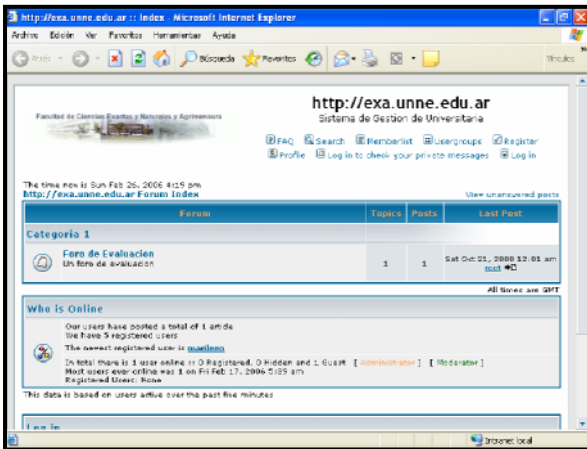 http://exa.unne.edu.ar :: Index - Microsoft Internet Explorer
Archivo Edición Ver Favoritos Herramientas Ayuda
Atrás Búsqueda Favoritos Vínculos
http://exa.unne.edu.ar
Facultad de Ciencias Exactas y Naturales y Agrimensura
Sistema de Gestion de Universitaria
FAQ Search Memberlist Usergroups Register
Profile Log in to check your private messages Log in
The time now is Sun Feb 26, 2006 4:19 pm
http://exa.unne.edu.ar Forum Index View unanswered posts
Forum Topics Posts Last Post
Categoria 1
Foro de Evaluacion
Un foro de evaluacion
1 1
Sat Oct 21, 2000 12:01 am
root
All times are GMT
Who is Online
Our users have posted a total of 1 article
We have 5 registered users
The newest registered user is
In total there is 1 user online :: 0 Registered, 0 Hidden and 1 Guest [ Administrator ] [ Moderator ]
Most users ever online was 1 on Fri Feb 17, 2006
Registered Users: None
This data is based on users active over the past five minutes
Log in
Intranet local